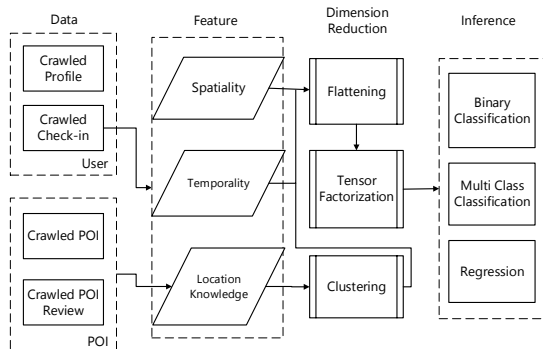 Data
Feature
Dimension
Reduction
Inference
Crawled
Profile
Crawled
Check-in
User
Crawled POI
Crawled POI
Review
POI
Spatiality
Temporality
Location
Knowledge
Flattening
Tensor
Factorization
Clustering
Binary
Classification
Multi Class
Classification
Regression